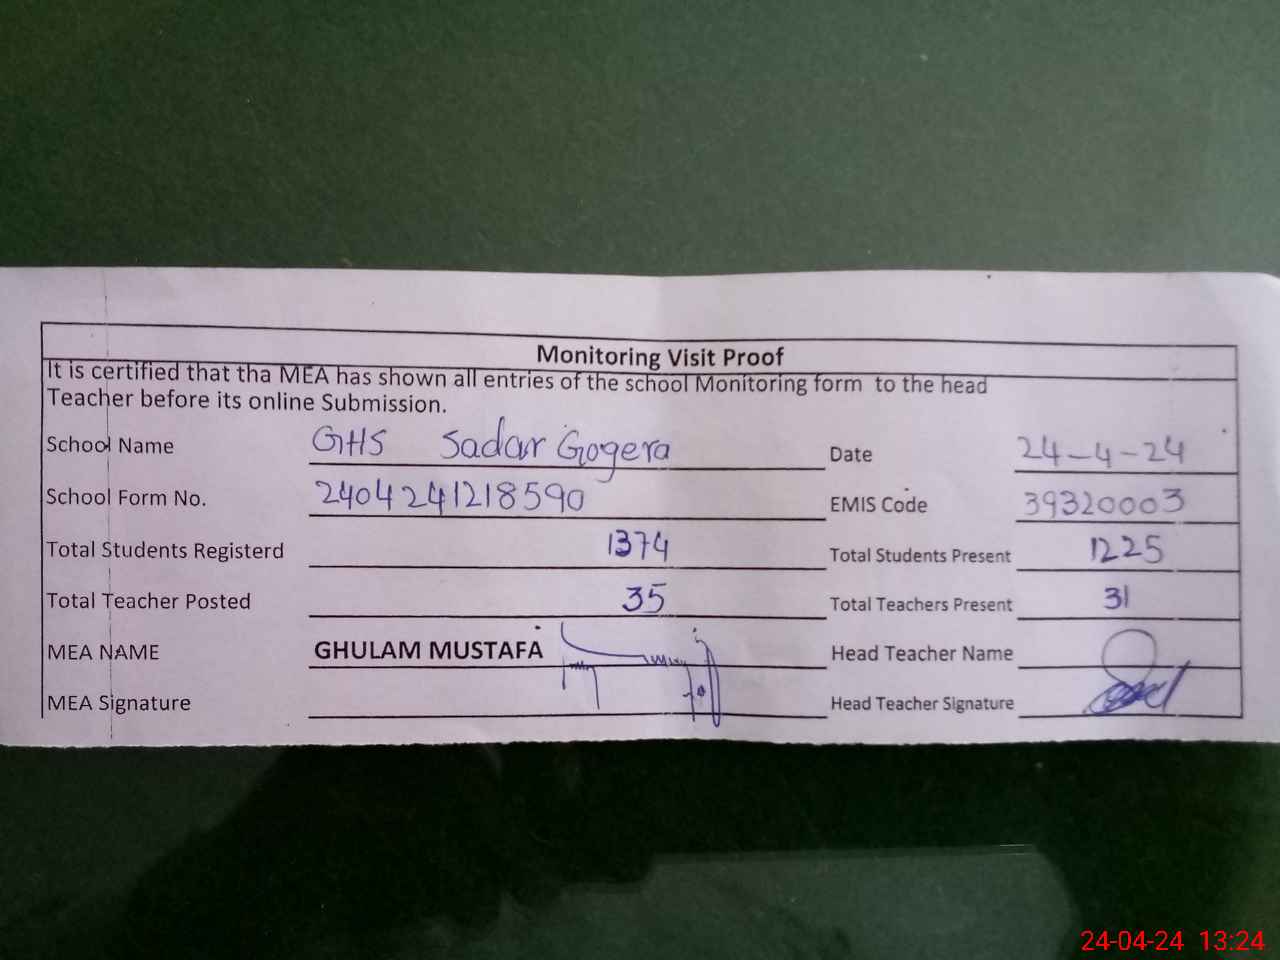 Monitoring Visit Proof
It is certified that tha MEA has shown all entries of the school Monitoring form to the head
Teacher before its online Submission.
School Name GHS Sadar Gogera Date 24-4-24
School Form No. 2404241218590 EMIS Code 39320003
Total Students Registerd 1374 Total Students Present 1225
Total Teacher Posted 35 Total Teachers Present 31
MEA NAME GHULAM MUSTAFA Head Teacher Name
MEA Signature Head Teacher Signature
24-04-24 13:24